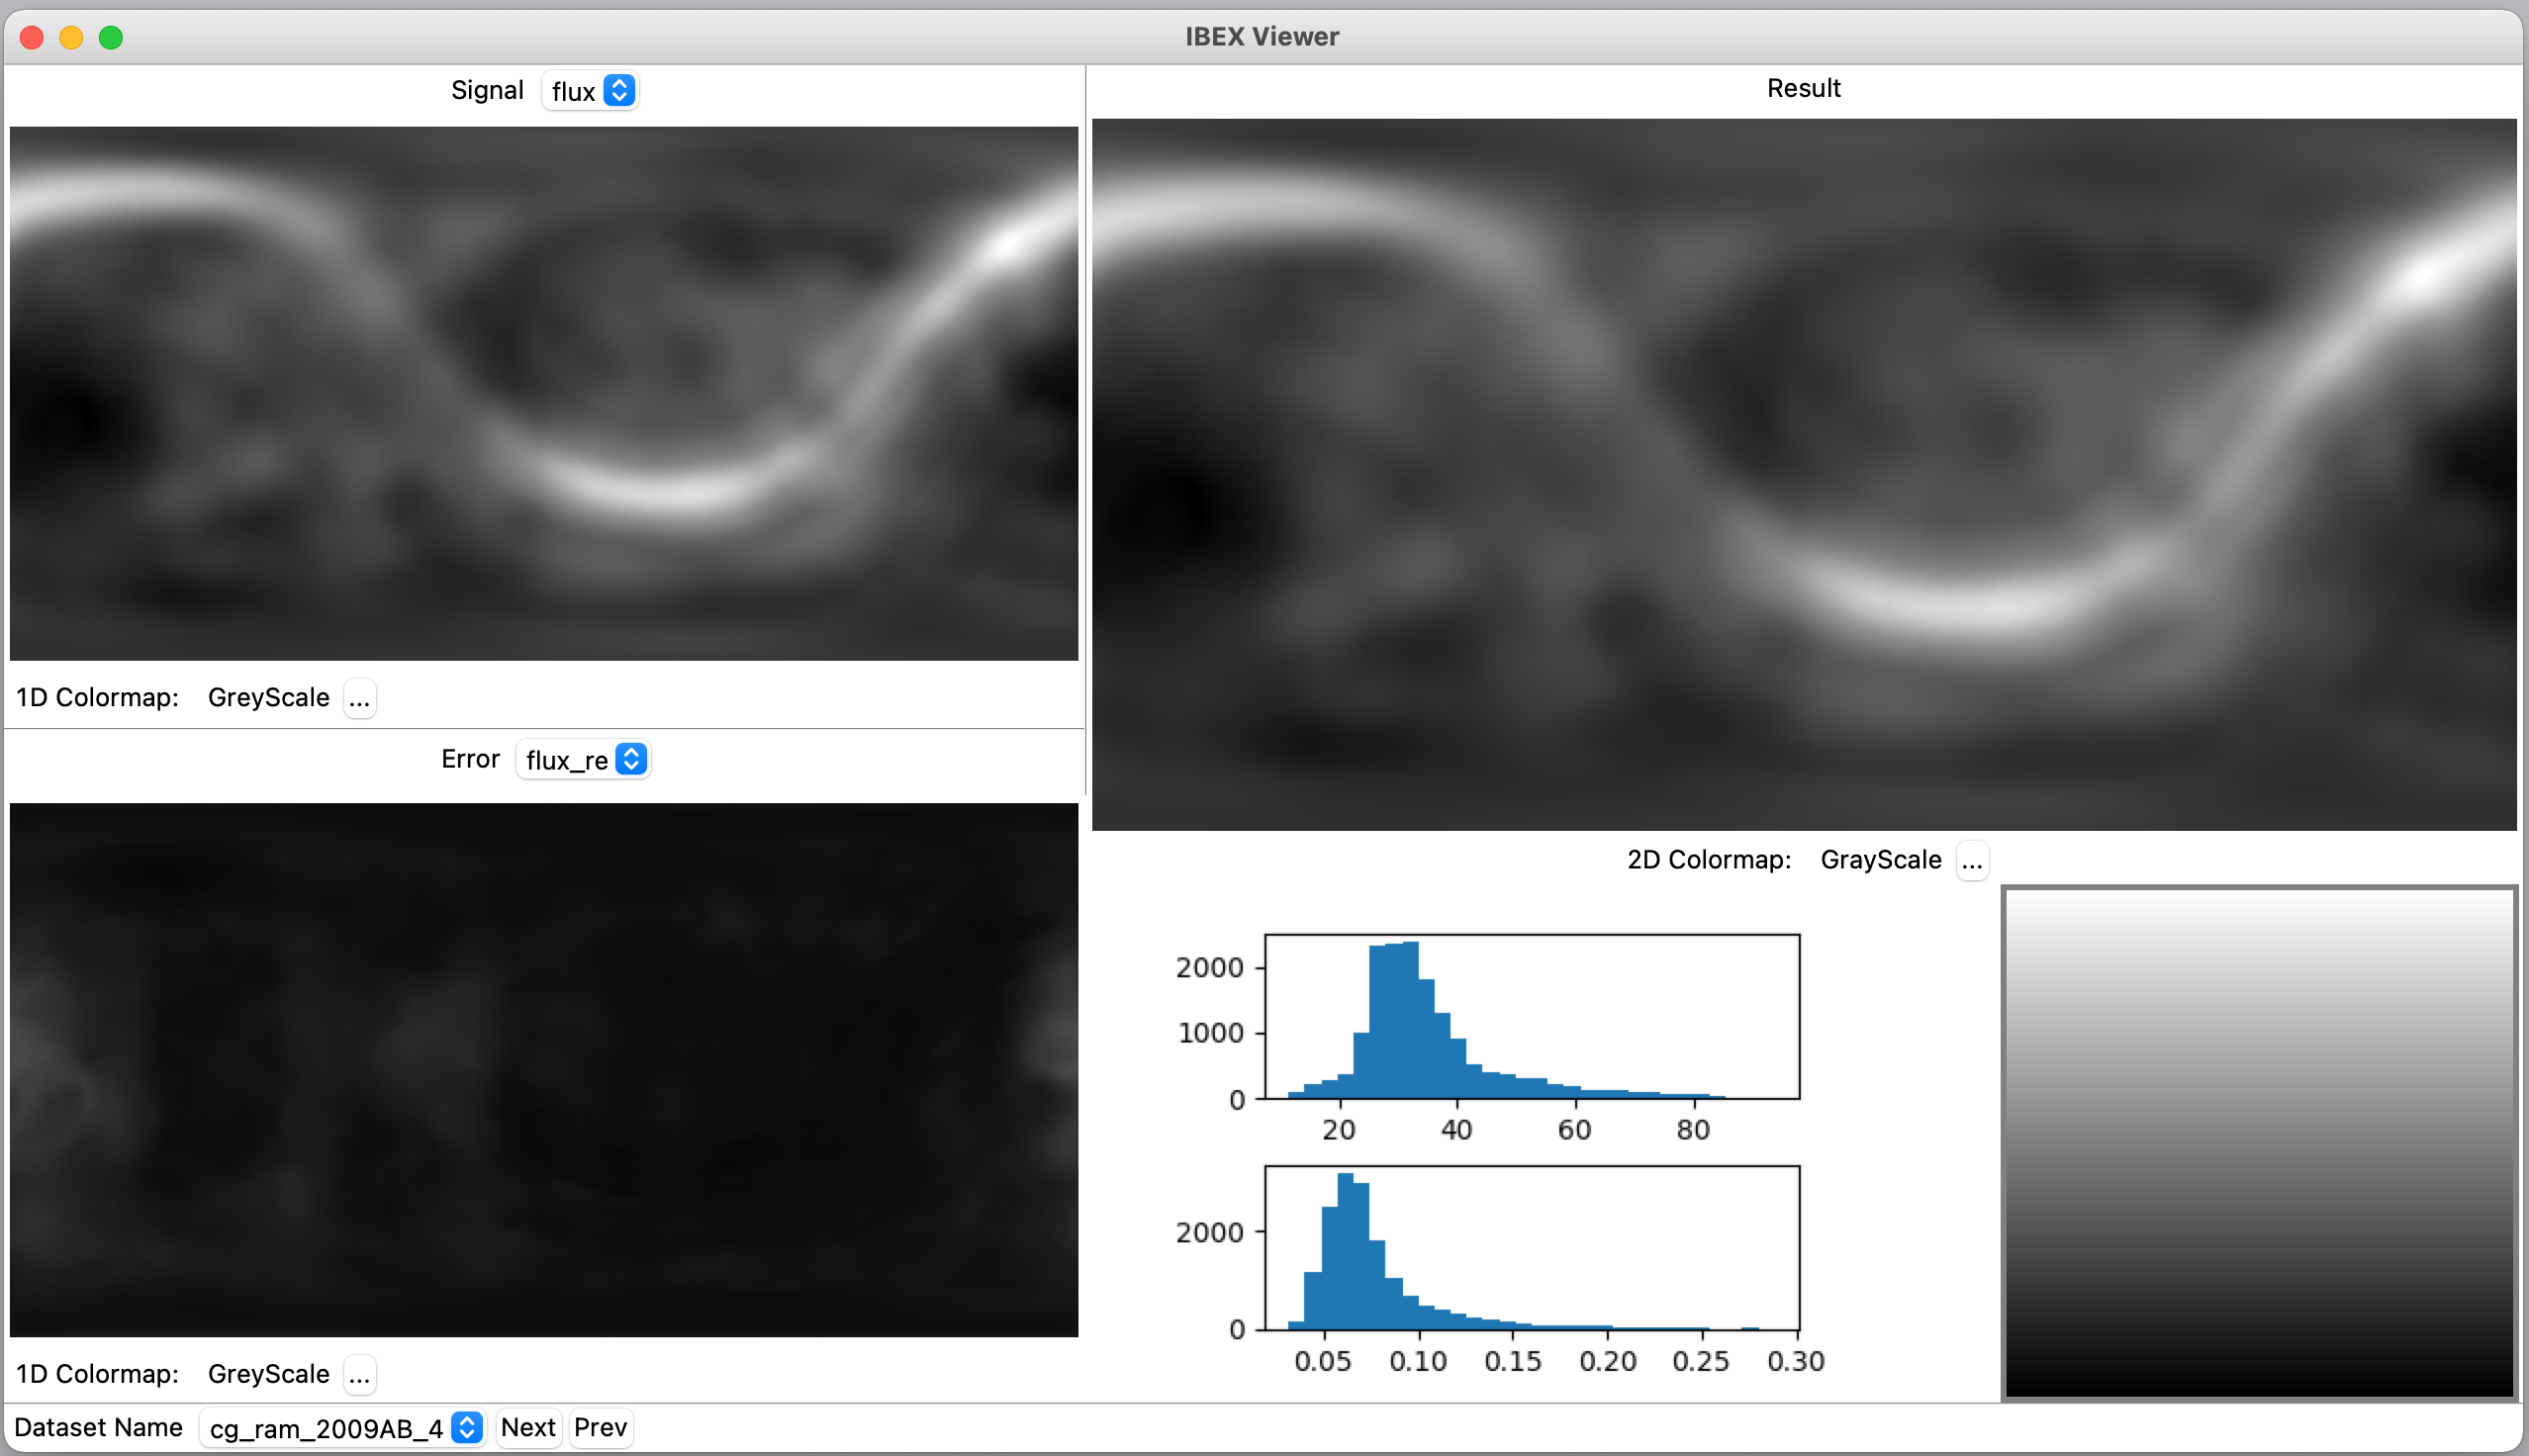 IBEX Viewer
Signal flux
1D Colormap: GreyScale ...
Error flux_re
1D Colormap: GreyScale ...
Result
2D Colormap: GrayScale ...
2000
1000
0
20 40 60 80
2000
0
0.05 0.10 0.15 0.20 0.25 0.30
Dataset Name cg_ram_2009AB_4 Next Prev